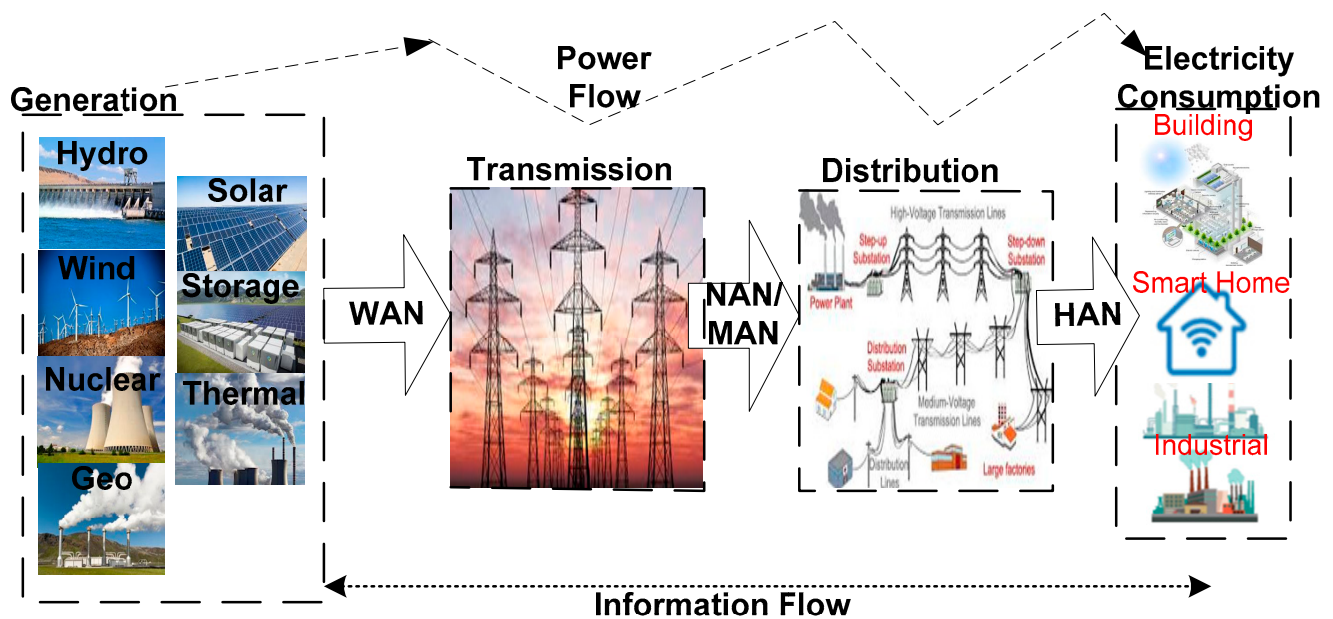 Power
Flow
Electricity
Consumption
Generation
Hydro
Solar
Wind
Storage
Nuclear
Thermal
Geo
WAN
Transmission
NAN/
MAN
Distribution
High-Voltage Transmission Lines
Step-up
Substation
Step-down
Substation
Power Plant
Distribution
Substation
Medium-Voltage
Transmission Lines
Distribution
Lines
Large factories
HAN
Building
Smart Home
Industrial
Information Flow